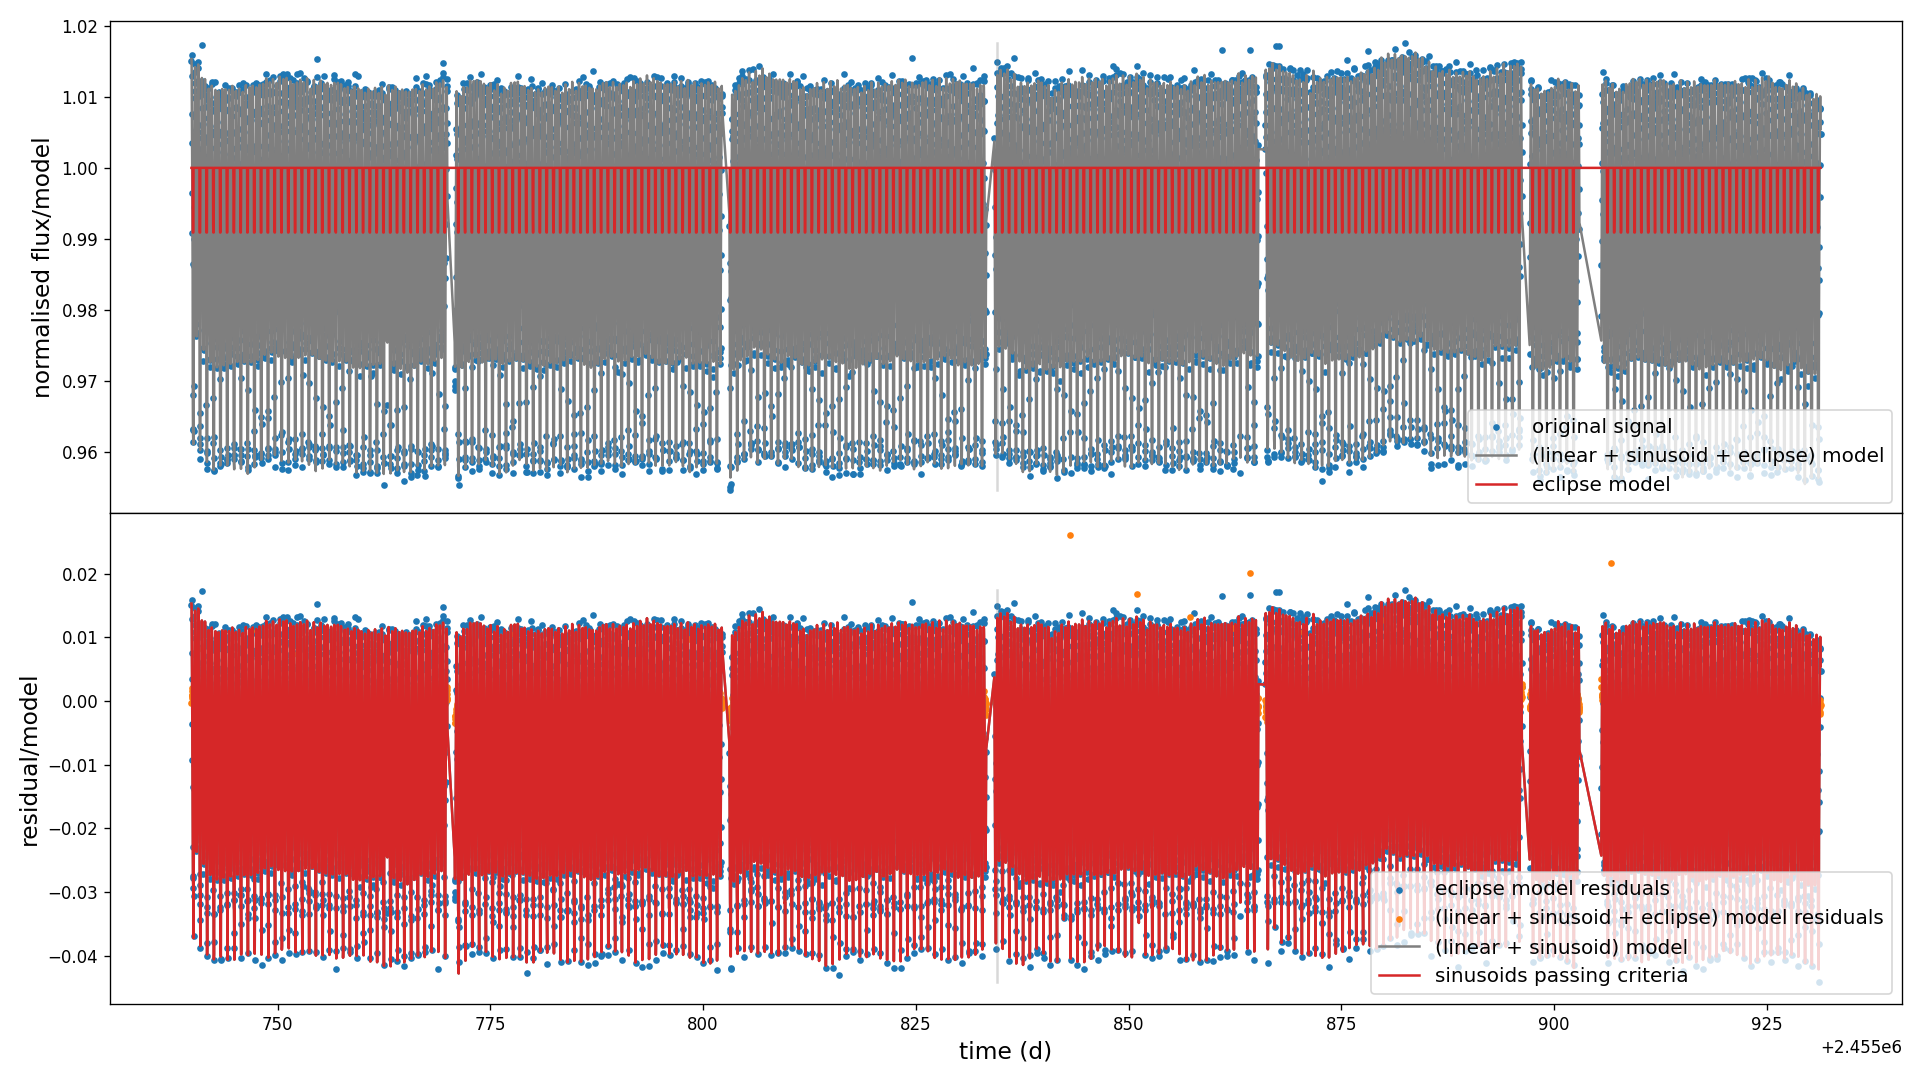 1.02
1.01
1.00
0.99
0.98
0.97
0.96
normalised flux/model
original signal
(linear + sinusoid + eclipse) model
eclipse model
0.02
0.01
0.00
−0.01
−0.02
−0.03
−0.04
residual/model
eclipse model residuals
(linear + sinusoid + eclipse) model residuals
(linear + sinusoid) model
sinusoids passing criteria
750 775 800 825 850 875 900 925
time (d)
+2.455e6